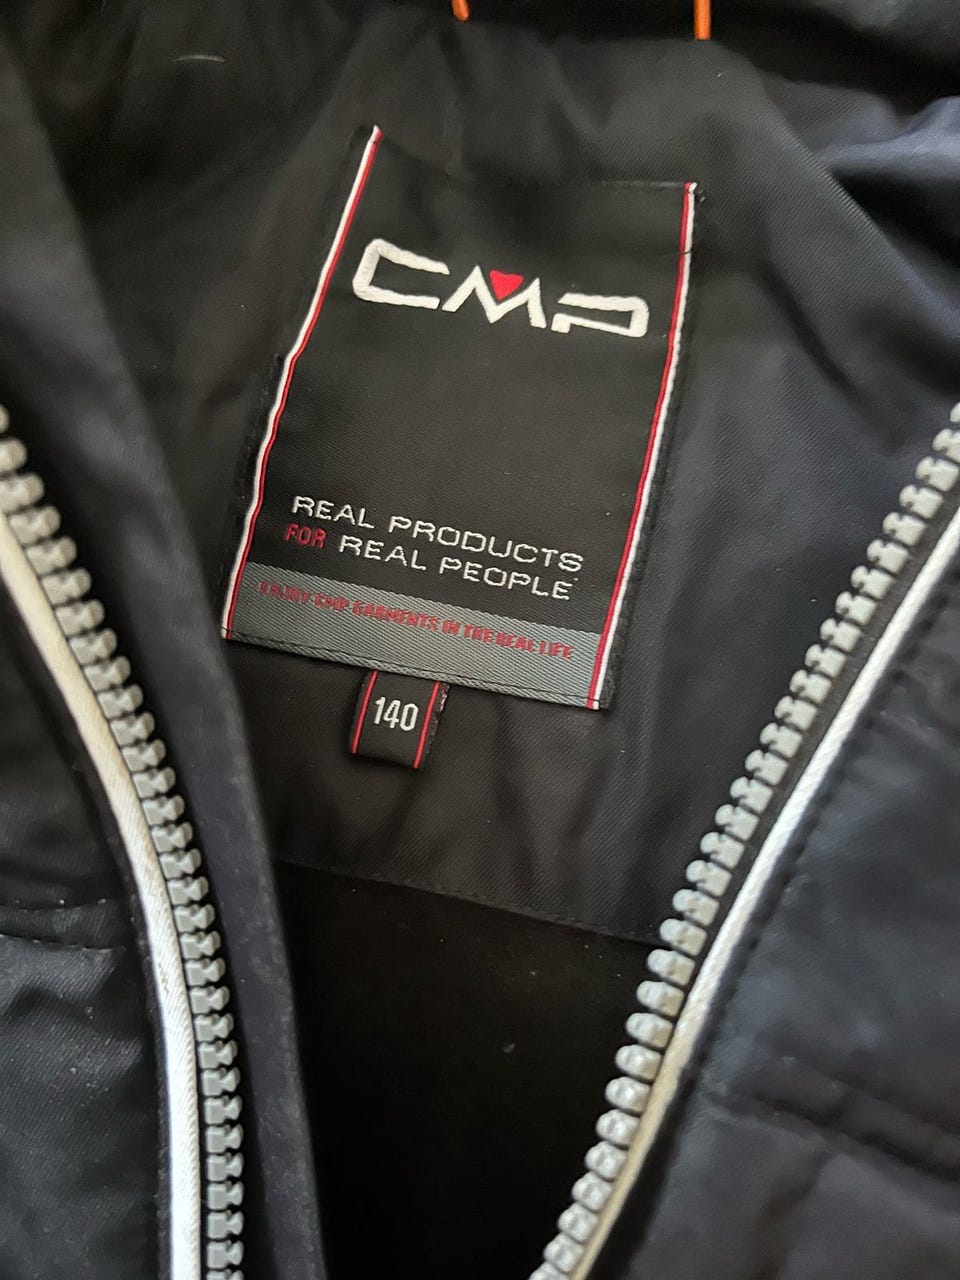 CMP
REAL PRODUCTS
FOR REAL PEOPLE
ENJOY CMP GARMENTS IN THE REAL LIFE
140